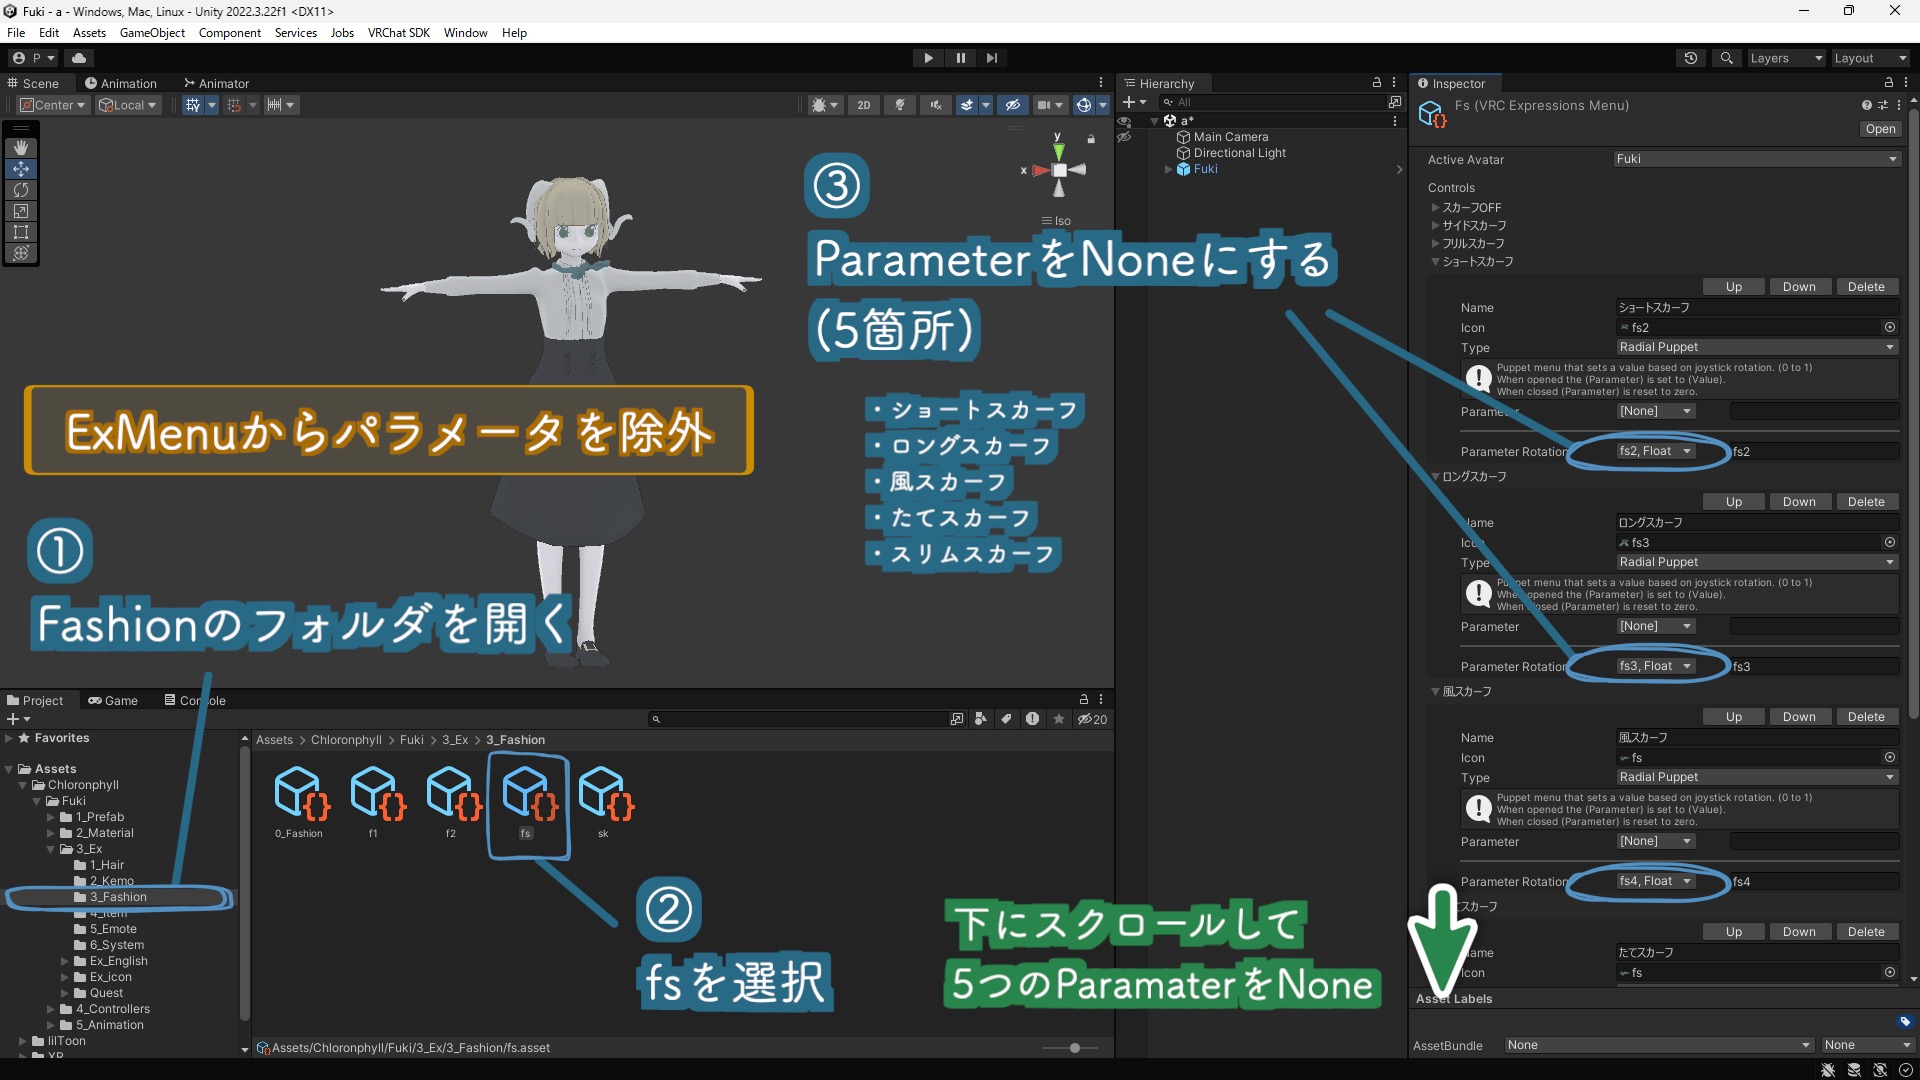 Fuki - a - Windows, Mac, Linux - Unity 2022.3.22f1 <DX11>
File Edit Assets GameObject Component Services Jobs VRChat SDK Window Help
P
Layers
Layout
Scene
Animation
Animator
Center
Local
2D
y
x
Iso
③
ParameterをNoneにする
(5箇所)
・ショートスカーフ
・ロングスカーフ
・風スカーフ
・たてスカーフ
・スリムスカーフ
ExMenuからパラメータを除外
①
Fashionのフォルダを開く
Hierarchy
All
a*
Main Camera
Directional Light
Fuki
Project
Game
Console
20
Favorites
Assets
Chloronphyll
Fuki
1_Prefab
2_Material
3_Ex
1_Hair
2_Kemo
3_Fashion
4_Item
5_Emote
6_System
Ex_English
Ex_icon
Quest
4_Controllers
5_Animation
lilToon
XR
Assets > Chloronphyll > Fuki > 3_Ex > 3_Fashion
0_Fashion
f1
f2
fs
sk
②
fsを選択
Assets/Chloronphyll/Fuki/3_Ex/3_Fashion/fs.asset
下にスクロールして
5つのParamaterをNone
Inspector
Fs (VRC Expressions Menu)
Open
Active Avatar Fuki
Controls
スカーフOFF
サイドスカーフ
フリルスカーフ
ショートスカーフ
Up Down Delete
Name ショートスカーフ
Icon fs2
Type Radial Puppet
Puppet menu that sets a value based on joystick rotation. (0 to 1)
When opened the (Parameter) is set to (Value).
When closed (Parameter) is reset to zero.
Parameter [None]
Parameter Rotation fs2, Float fs2
ロングスカーフ
Up Down Delete
Name ロングスカーフ
Icon fs3
Type Radial Puppet
Puppet menu that sets a value based on joystick rotation. (0 to 1)
When opened the (Parameter) is set to (Value).
When closed (Parameter) is reset to zero.
Parameter [None]
Parameter Rotation fs3, Float fs3
風スカーフ
Up Down Delete
Name 風スカーフ
Icon fs
Type Radial Puppet
Puppet menu that sets a value based on joystick rotation. (0 to 1)
When opened the (Parameter) is set to (Value).
When closed (Parameter) is reset to zero.
Parameter [None]
Parameter Rotation fs4, Float fs4
てスカーフ
Up Down Delete
Name たてスカーフ
Icon fs
Asset Labels
AssetBundle None None